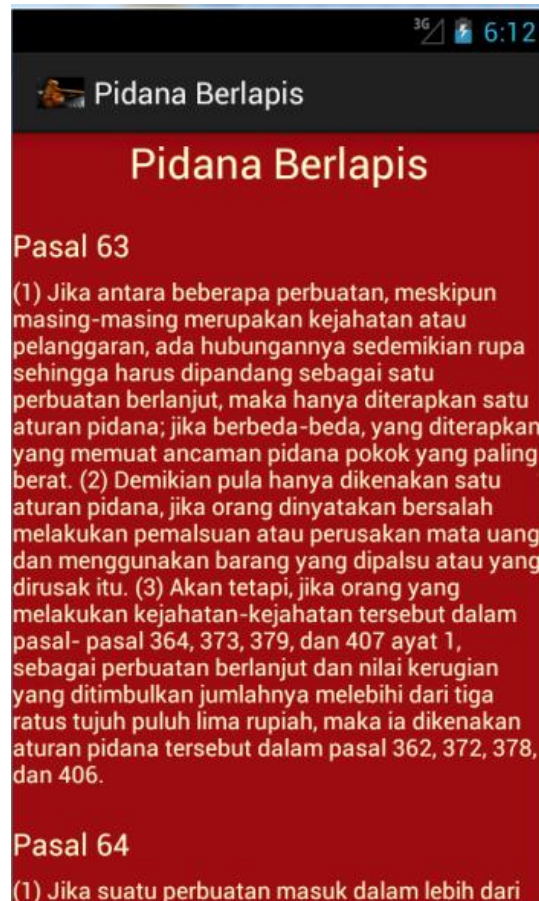 3G 6:12
Pidana Berlapis
Pidana Berlapis
Pasal 63
(1) Jika antara beberapa perbuatan, meskipun
masing-masing merupakan kejahatan atau
pelanggaran, ada hubungannya sedemikian rupa
sehingga harus dipandang sebagai satu
perbuatan berlanjut, maka hanya diterapkan satu
aturan pidana; jika berbeda-beda, yang diterapkan
yang memuat ancaman pidana pokok yang paling
berat. (2) Demikian pula hanya dikenakan satu
aturan pidana, jika orang dinyatakan bersalah
melakukan pemalsuan atau perusakan mata uang
dan menggunakan barang yang dipalsu atau yang
dirusak itu. (3) Akan tetapi, jika orang yang
melakukan kejahatan-kejahatan tersebut dalam
pasal- pasal 364, 373, 379, dan 407 ayat 1,
sebagai perbuatan berlanjut dan nilai kerugian
yang ditimbulkan jumlahnya melebihi dari tiga
ratus tujuh puluh lima rupiah, maka ia dikenakan
aturan pidana tersebut dalam pasal 362, 372, 378,
dan 406.
Pasal 64
(1) Jika suatu perbuatan masuk dalam lebih dari